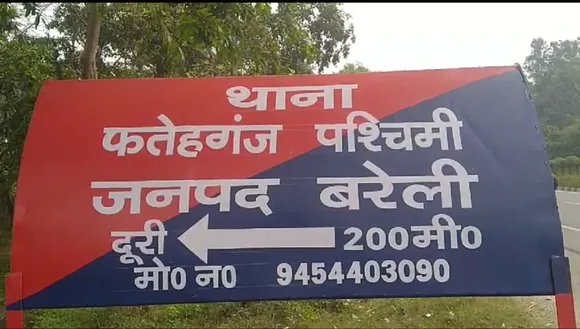 थाना
फतेहगंज पश्चिमी
जनपद बरेली
दूरी ← 200मी0
मो0 न0 9454403090